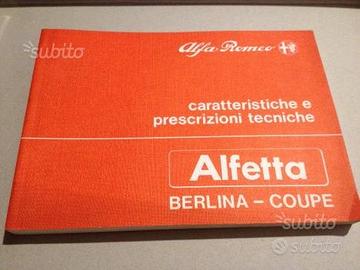 subito
Alfa-Romeo
caratteristiche e
prescrizioni tecniche
Alfetta
BERLINA – COUPE
subito
subito